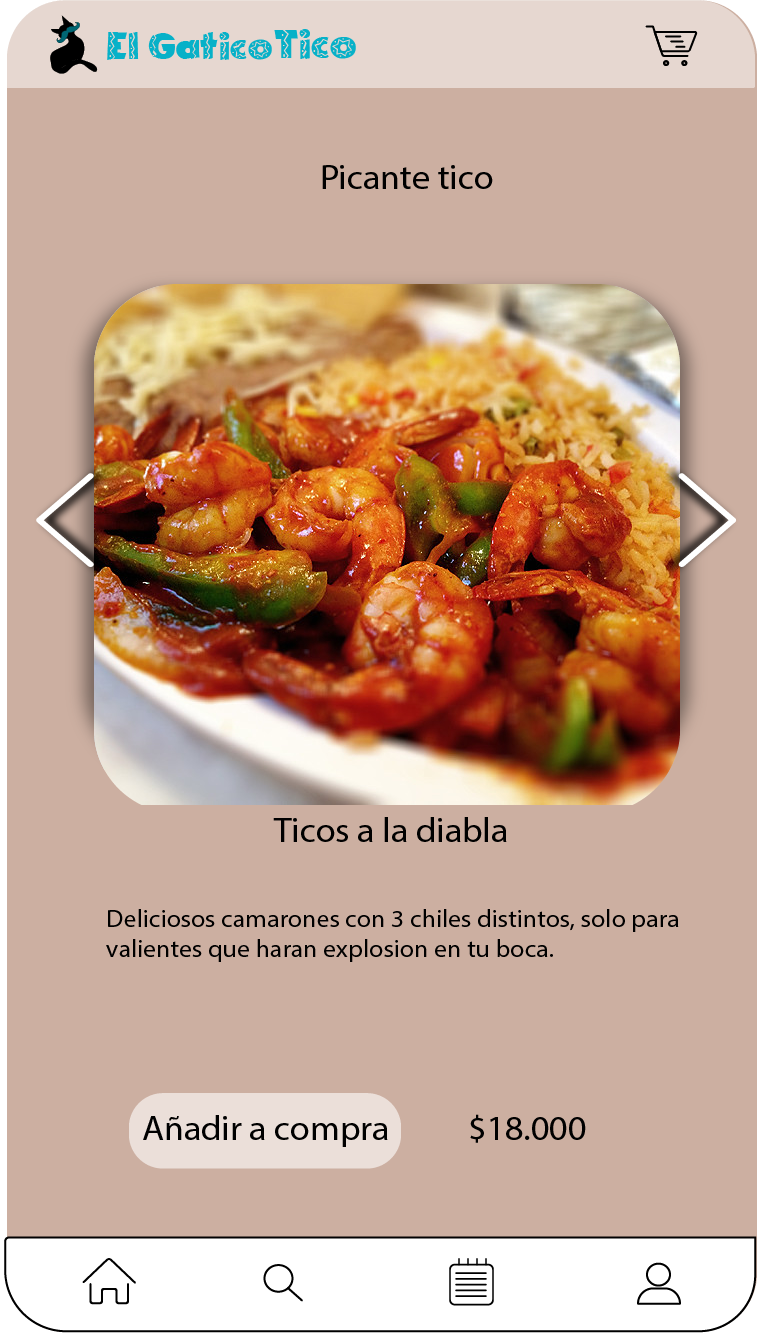 El GaticoTico
Picante tico
Ticos a la diabla
Deliciosos camarones con 3 chiles distintos, solo para
valientes que haran explosion en tu boca.
Añadir a compra
$18.000